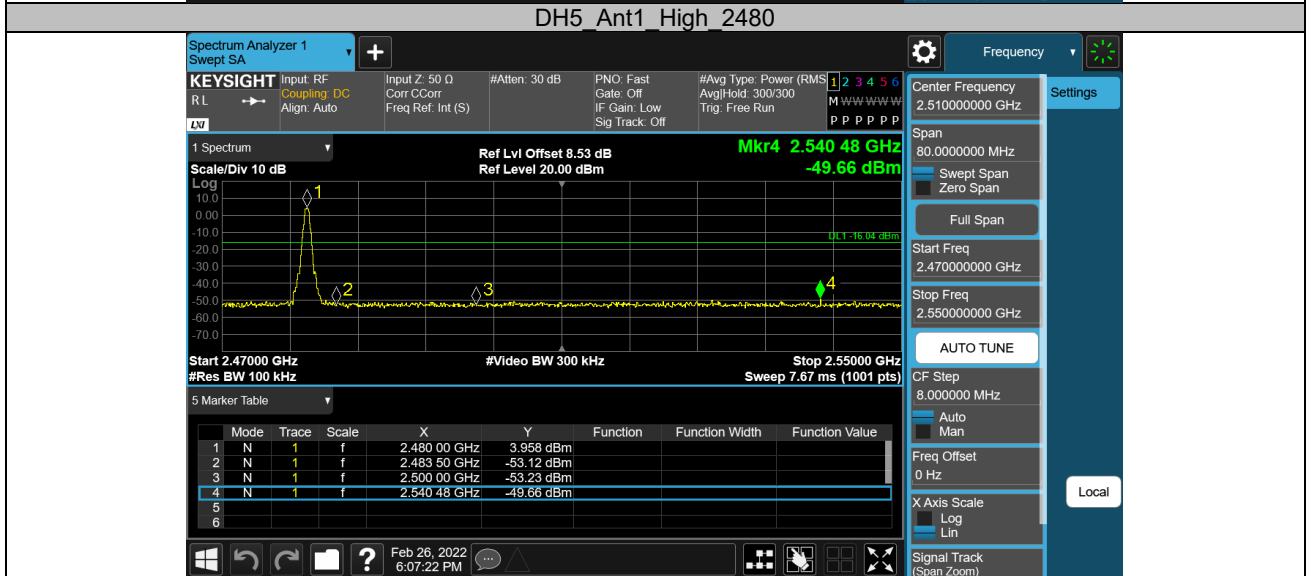 DH5_Ant1_High_2480
Spectrum Analyzer 1
Swept SA
+
Frequency
KEYSIGHT
RL
LXI
Input: RF
Coupling: DC
Align: Auto
Input Z: 50 Ω
Corr CCorr
Freq Ref: Int (S)
#Atten: 30 dB
PNO: Fast
Gate: Off
IF Gain: Low
Sig Track: Off
#Avg Type: Power (RMS
Avg|Hold: 300/300
Trig: Free Run
1 2 3 4 5 6
M W W W W W
P P P P P P
1 Spectrum
Scale/Div 10 dB
Ref Lvl Offset 8.53 dB
Ref Level 20.00 dBm
Mkr4 2.540 48 GHz
-49.66 dBm
Log
10.0
0.00
-10.0
-20.0
-30.0
-40.0
-50.0
-60.0
-70.0
1
2
3
4
DL1 -16.04 dBm
Start 2.47000 GHz
#Res BW 100 kHz
#Video BW 300 kHz
Stop 2.55000 GHz
Sweep 7.67 ms (1001 pts)
5 Marker Table
Mode Trace Scale X Y Function Function Width Function Value
1 N 1 f 2.480 00 GHz 3.958 dBm
2 N 1 f 2.483 50 GHz -53.12 dBm
3 N 1 f 2.500 00 GHz -53.23 dBm
4 N 1 f 2.540 48 GHz -49.66 dBm
5
6
?
Feb 26, 2022
6:07:22 PM
Center Frequency
2.510000000 GHz
Span
80.0000000 MHz
Swept Span
Zero Span
Full Span
Start Freq
2.470000000 GHz
Stop Freq
2.550000000 GHz
AUTO TUNE
CF Step
8.000000 MHz
Auto
Man
Freq Offset
0 Hz
X Axis Scale
Log
Lin
Signal Track
(Span Zoom)
Settings
Local